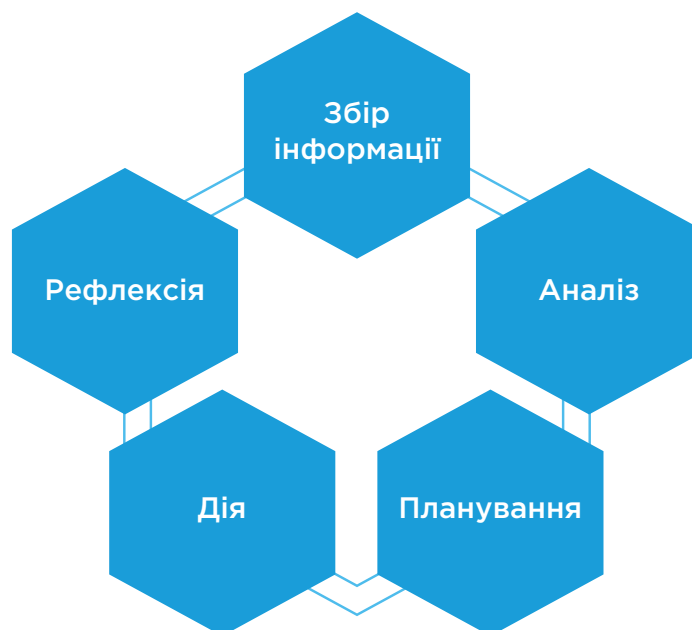 Збір
інформації
Аналіз
Планування
Дія
Рефлексія